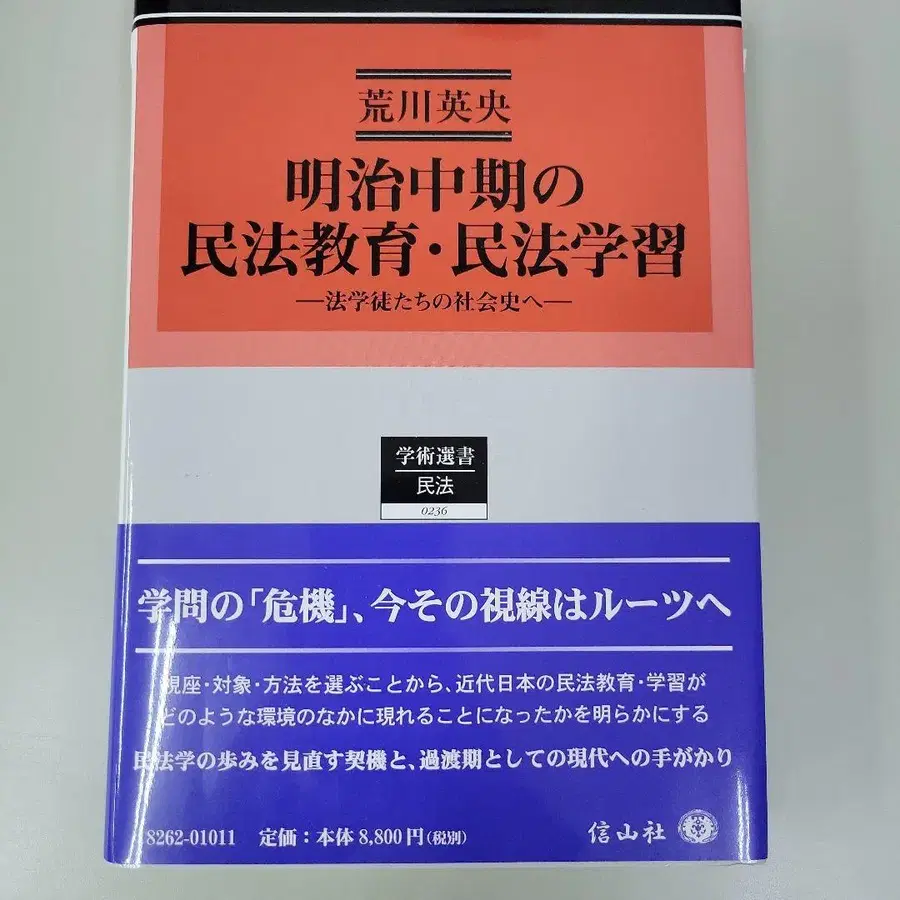 荒川英央
明治中期の
民法教育・民法学習
―法学徒たちの社会史へ―
学術選書
民法
0236
学問の「危機」、今その視線はルーツへ
視座・対象・方法を選ぶことから、近代日本の民法教育・学習が
どのような環境のなかに現れることになったかを明らかにする
民法学の歩みを見直す契機と、過渡期としての現代への手がかり
8262-01011 定価:本体 8,800円(税別) 信山社